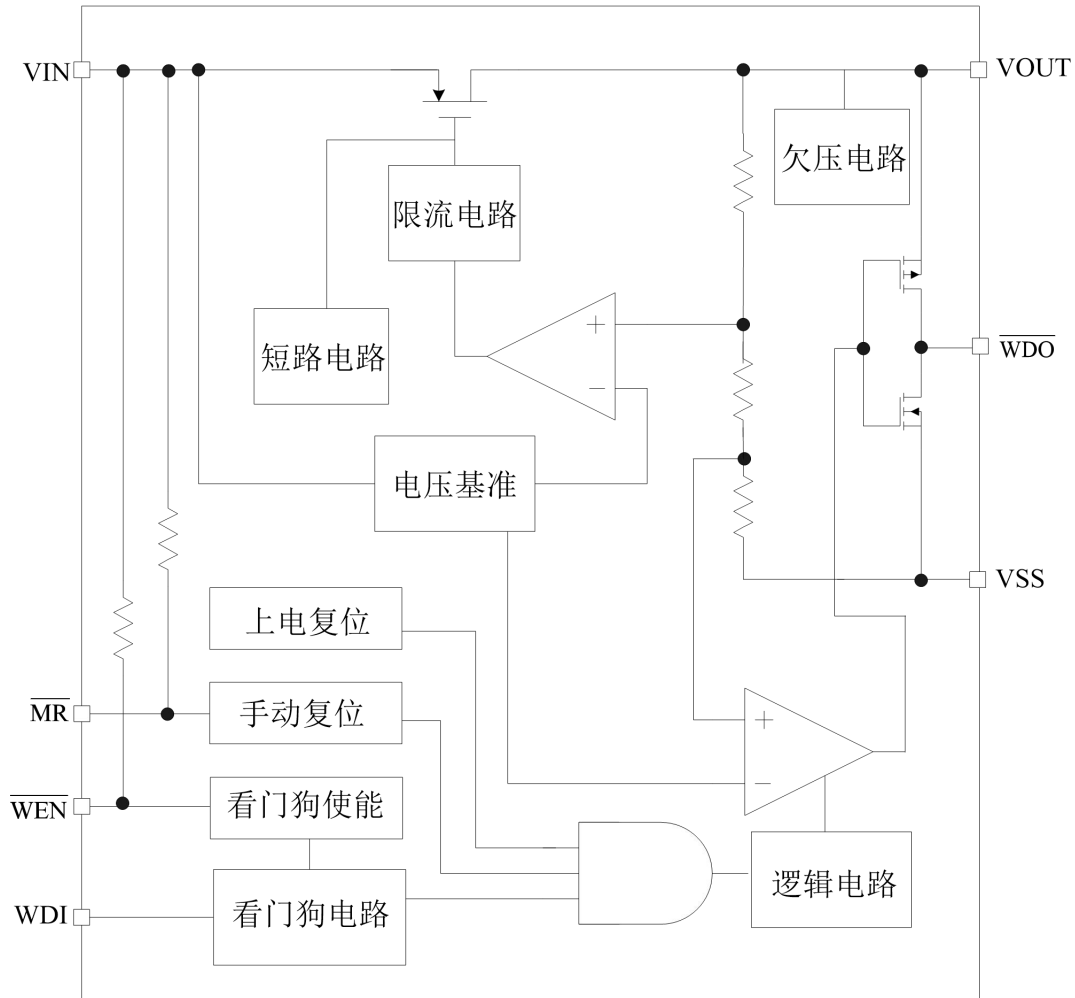 VIN
VOUT
欠压电路
限流电路
+
短路电路
−
WDO
电压基准
VSS
上电复位
MR
手动复位
+
−
WEN
看门狗使能
逻辑电路
WDI
看门狗电路